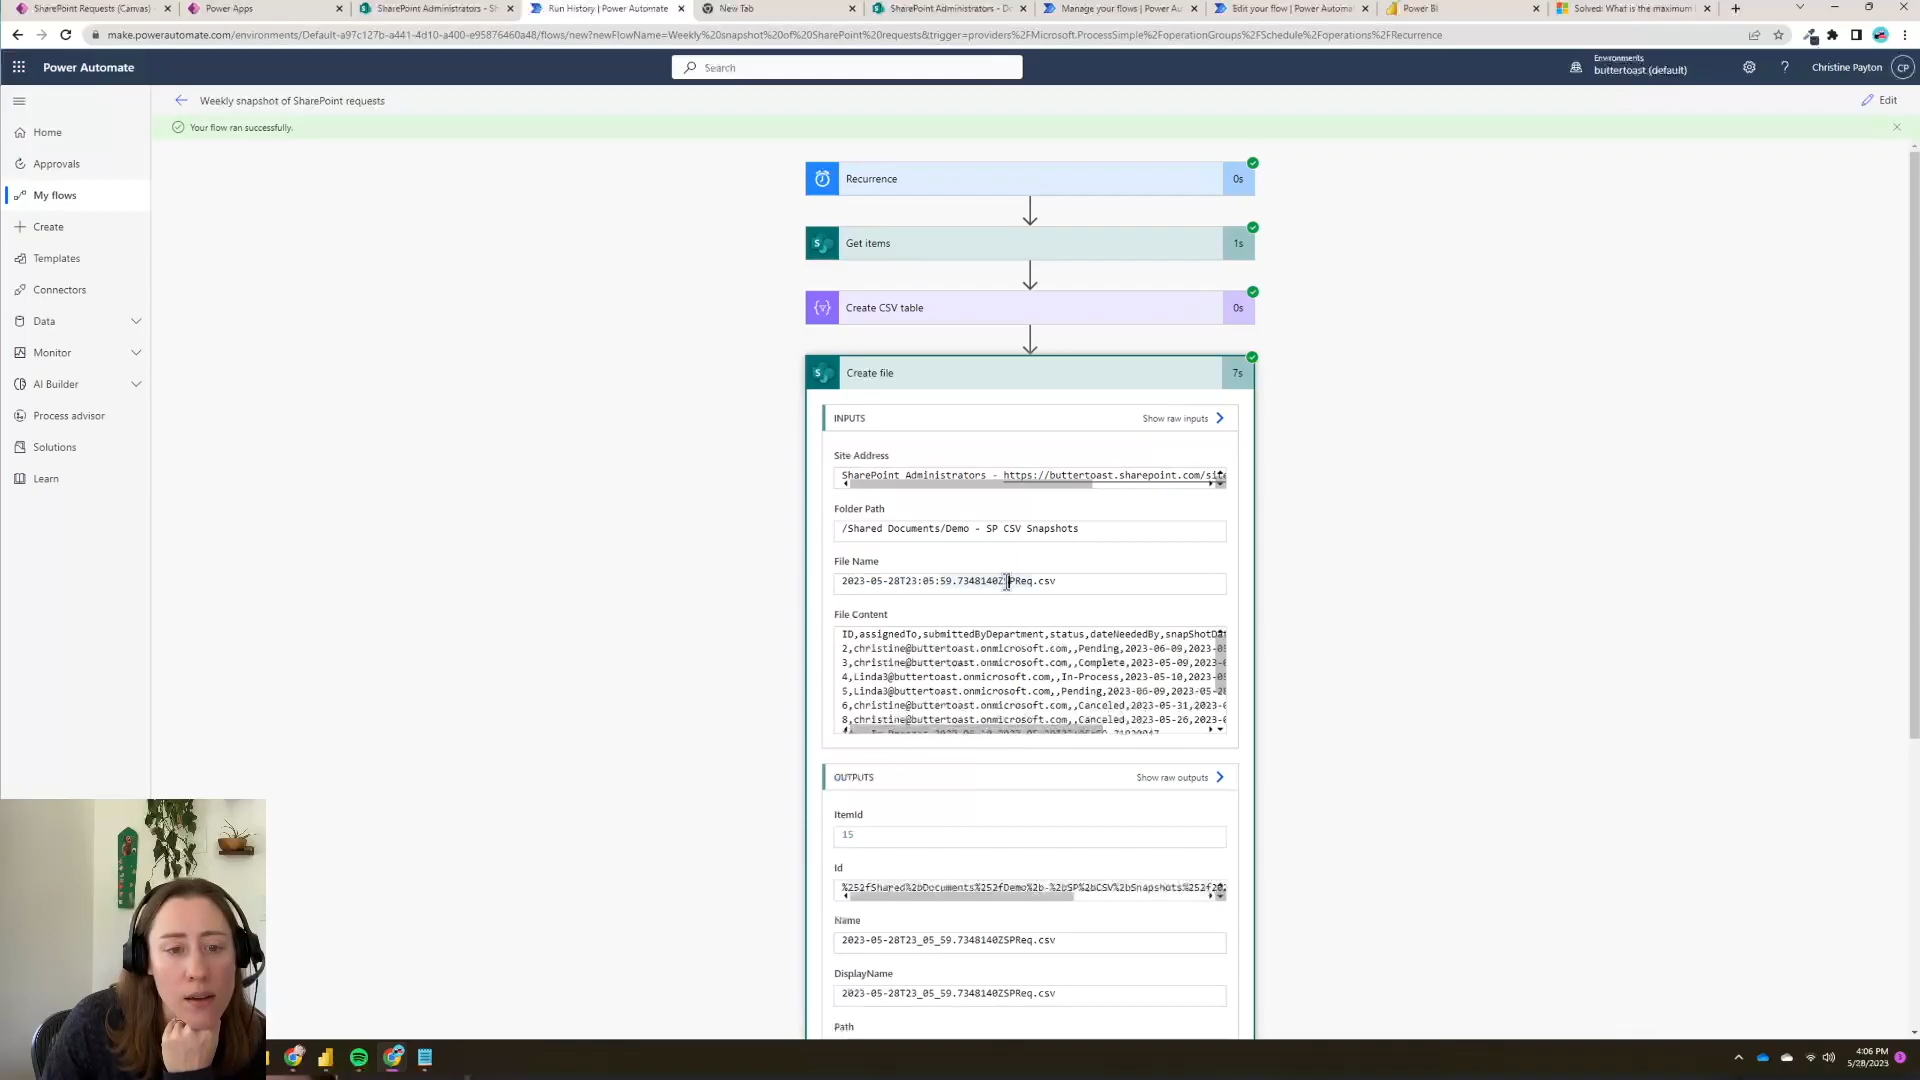 SharePoint Requests (Canvas)
Power Apps
SharePoint Administrators - Sh
Run History | Power Automate
New Tab
SharePoint Administrators - Do
Manage your flows | Power Au
Edit your flow | Power Automat
Power BI
Solved: What is the maximum l
make.powerautomate.com/environments/Default-a97c127b-a441-4d10-a400-e95876460a48/flows/new?newFlowName=Weekly%20snapshot%20of%20SharePoint%20requests&trigger=providers%2FMicrosoft.ProcessSimple%2FoperationGroups%2FSchedule%2Foperations%2FRecurrence
Power Automate
Search
Environments
buttertoast (default)
Christine Payton
CP
Weekly snapshot of SharePoint requests
Edit
Your flow ran successfully.
Home
Approvals
My flows
Create
Templates
Connectors
Data
Monitor
AI Builder
Process advisor
Solutions
Learn
Recurrence
0s
Get items
1s
Create CSV table
0s
Create file
7s
INPUTS
Show raw inputs
Site Address
SharePoint Administrators - https://buttertoast.sharepoint.com/site
Folder Path
/Shared Documents/Demo - SP CSV Snapshots
File Name
2023-05-28T23:05:59.7348140ZSPReq.csv
File Content
ID,assignedTo,submittedByDepartment,status,dateNeededBy,snapShotDat
2,christine@buttertoast.onmicrosoft.com,,Pending,2023-06-09,2023-05
3,christine@buttertoast.onmicrosoft.com,,Complete,2023-05-09,2023-0
4,Linda3@buttertoast.onmicrosoft.com,,In-Process,2023-05-10,2023-05
5,Linda3@buttertoast.onmicrosoft.com,,Pending,2023-06-09,2023-05-28
6,christine@buttertoast.onmicrosoft.com,,Canceled,2023-05-31,2023-0
8,christine@buttertoast.onmicrosoft.com,,Canceled,2023-05-26,2023-0
OUTPUTS
Show raw outputs
ItemId
15
Id
%252fShared%2bDocuments%252fDemo%2b-%2bSP%2bCSV%2bSnapshots%252f202
Name
2023-05-28T23_05_59.7348140ZSPReq.csv
DisplayName
2023-05-28T23_05_59.7348140ZSPReq.csv
Path
4:06 PM
5/28/2023